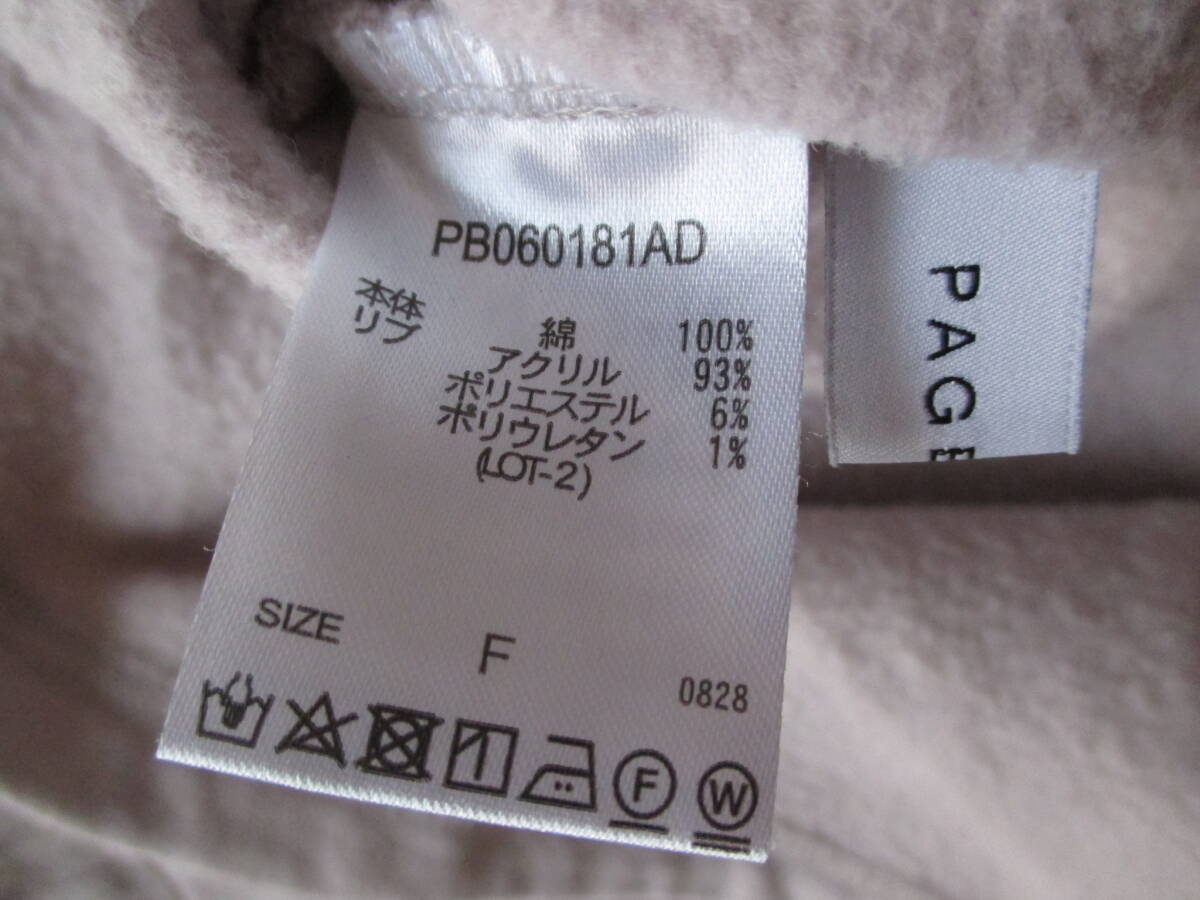 PB060181AD
本体 綿 100%
リブ アクリル 93%
ポリエステル 6%
ポリウレタン 1%
(LOT-2)
SIZE F
0828
F W
PAGE